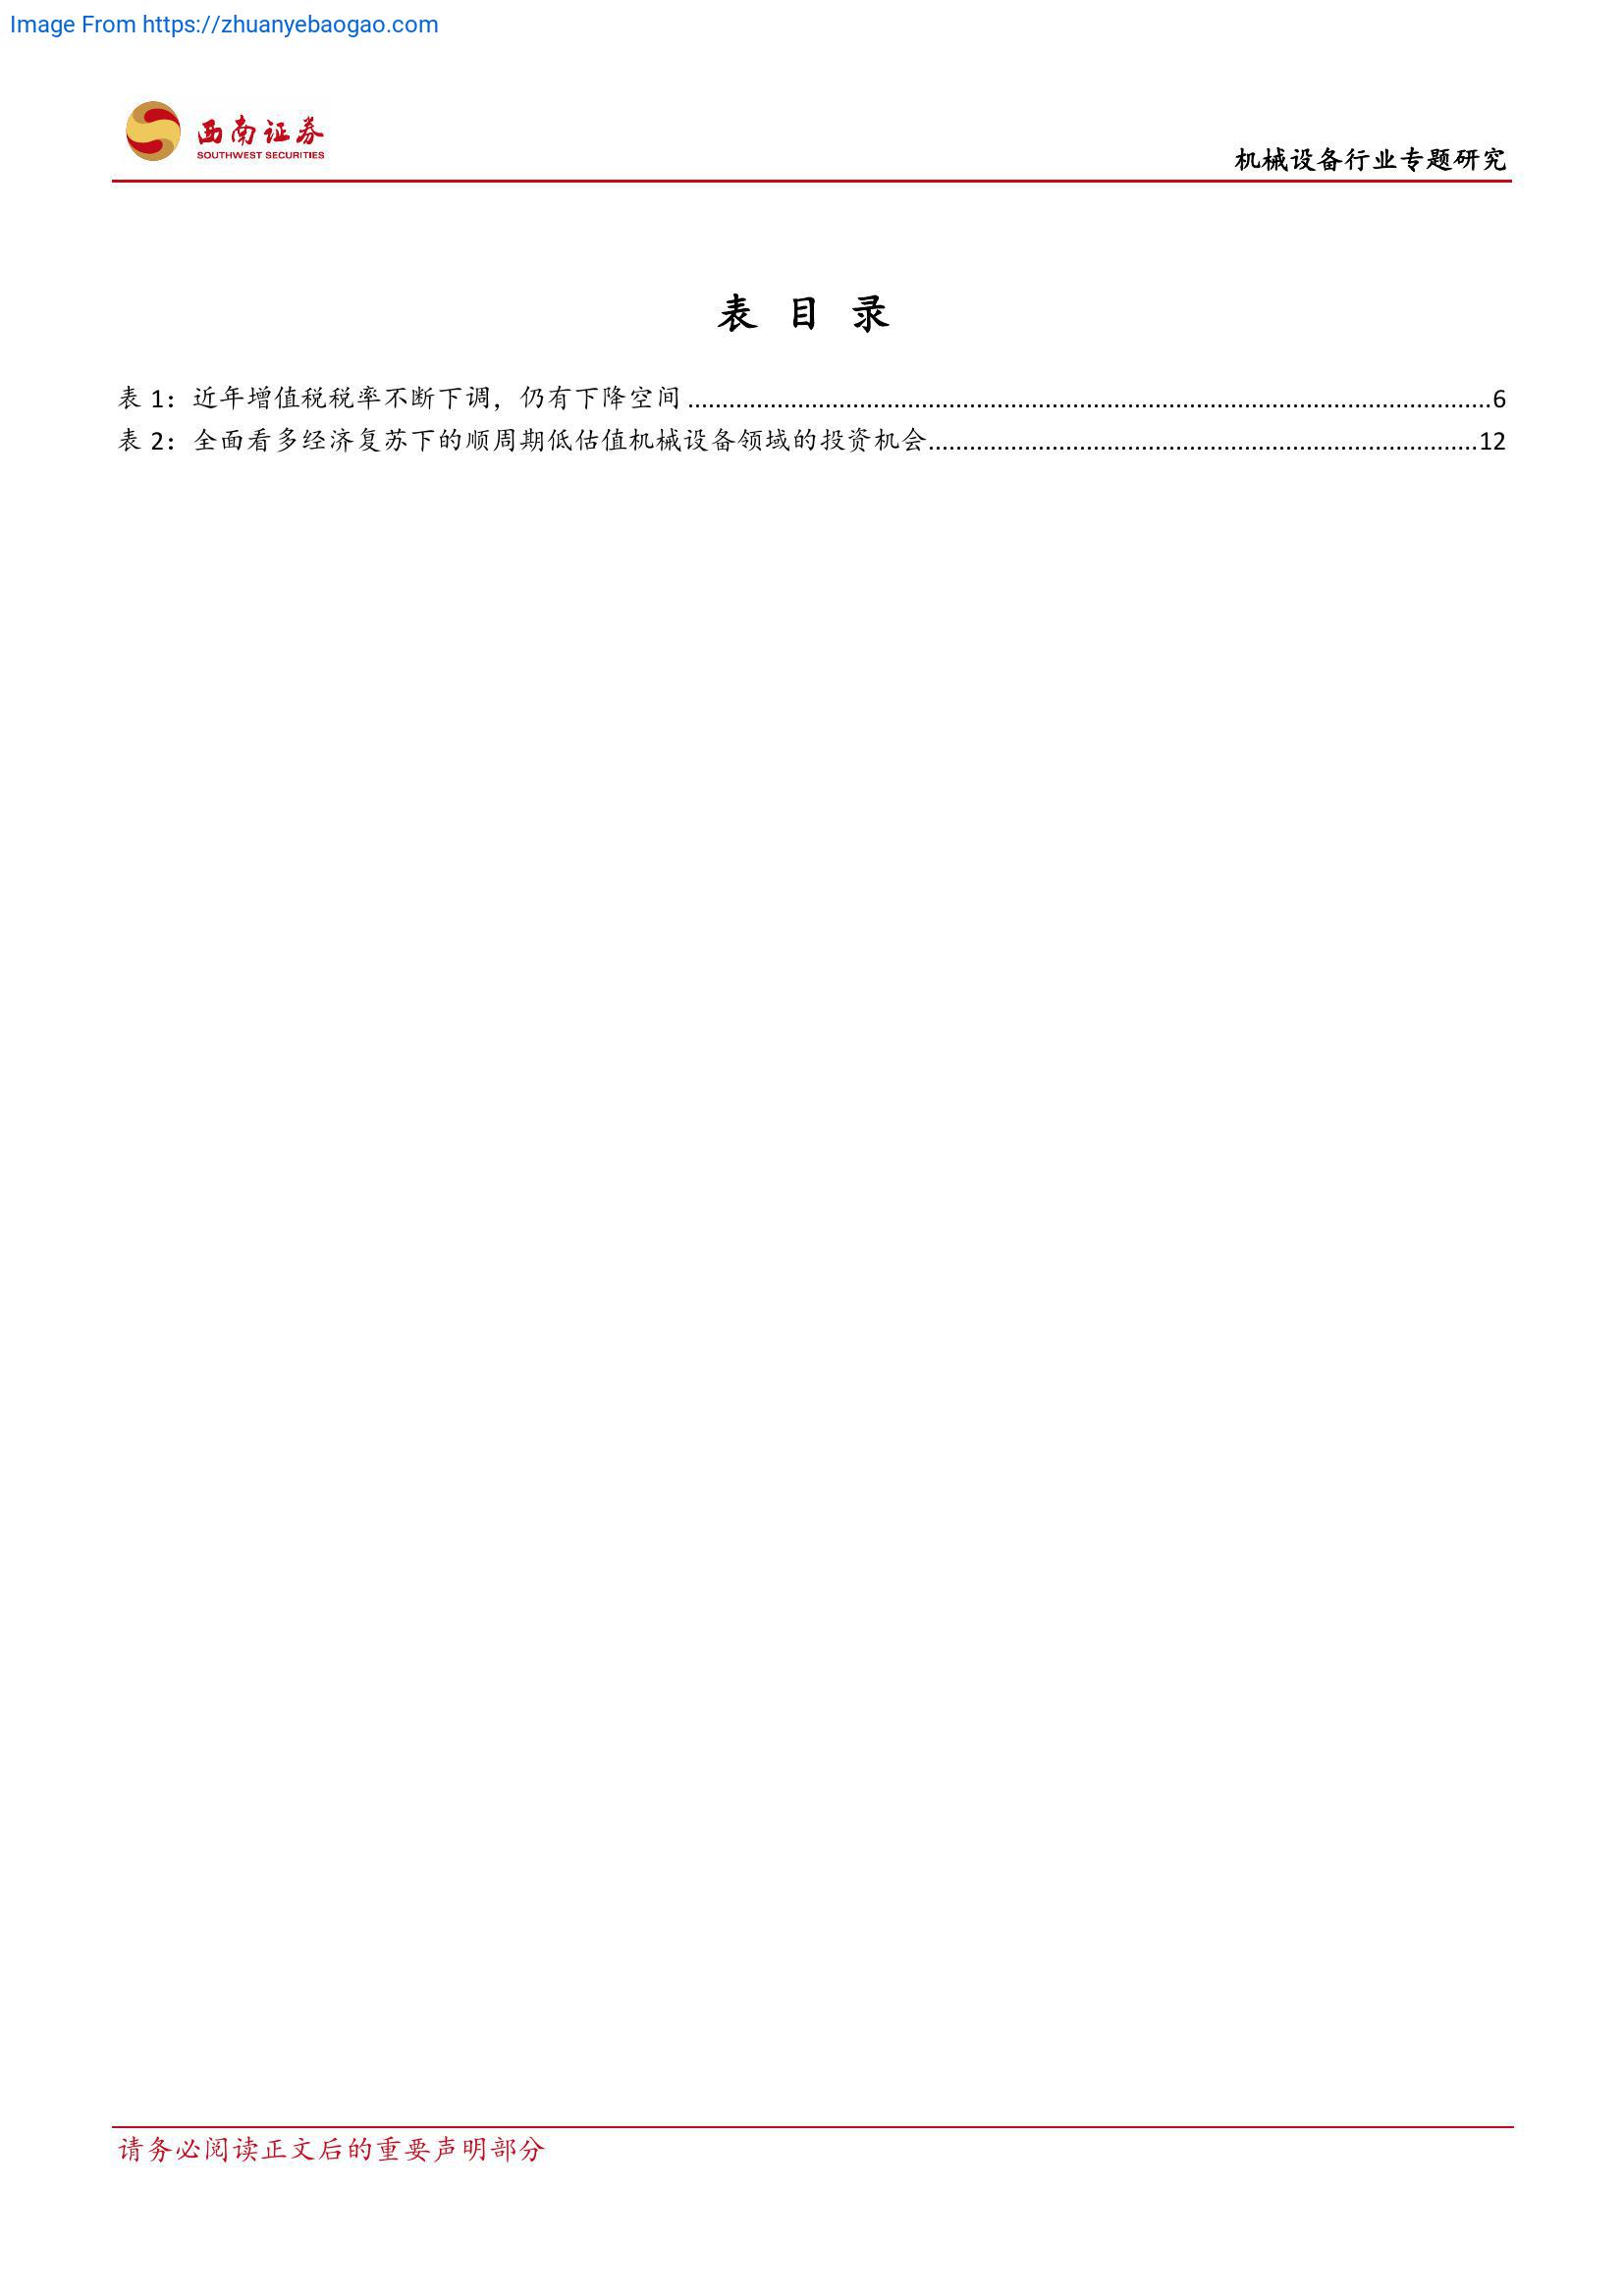 Image From https://zhuanyebaogao.com
西南证券
SOUTHWEST SECURITIES
机械设备行业专题研究
表 目 录
表 1：近年增值税税率不断下调，仍有下降空间 ........................................................................................................................6
表 2：全面看多经济复苏下的顺周期低估值机械设备领域的投资机会..................................................................................12
请务必阅读正文后的重要声明部分